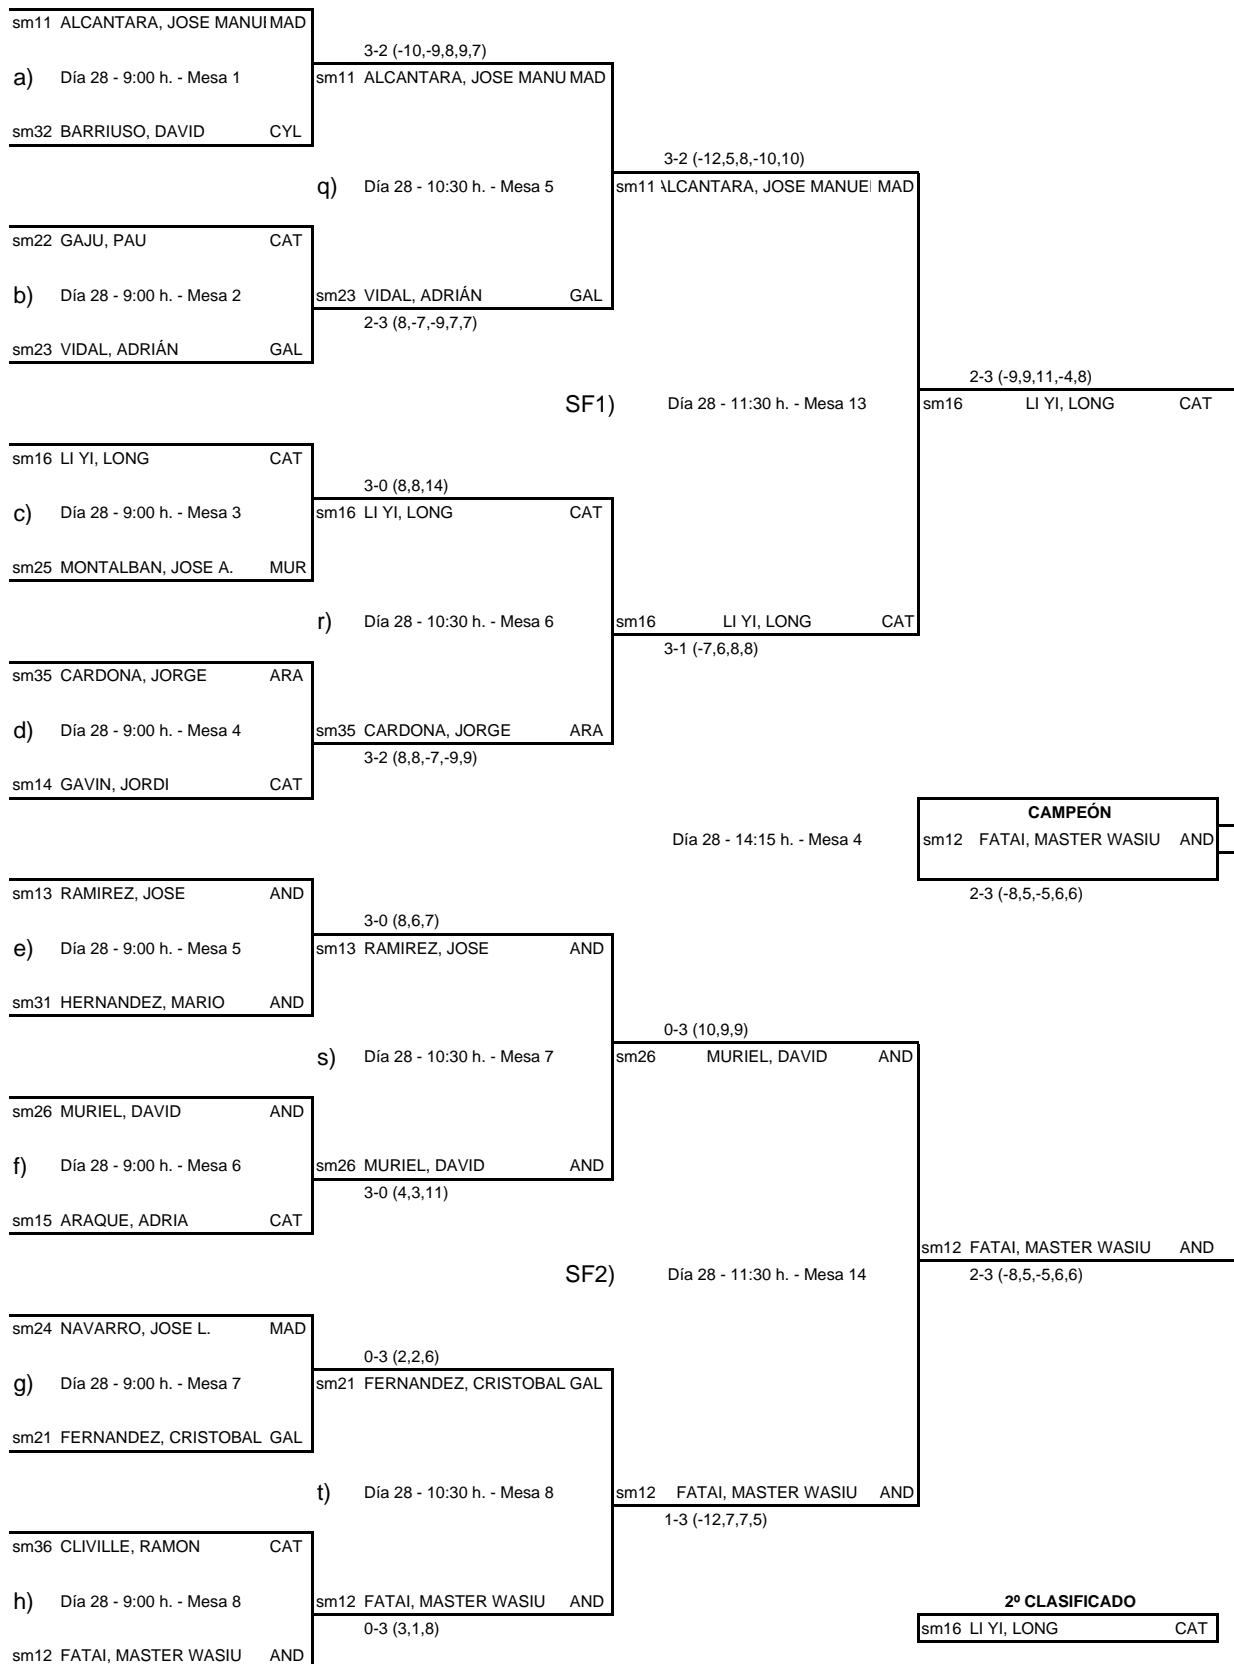 sm11 ALCANTARA, JOSE MANUI MAD
3-2 (-10,-9,8,9,7)
a) Día 28 - 9:00 h. - Mesa 1
sm11 ALCANTARA, JOSE MANU MAD
sm32 BARRIUSO, DAVID CYL
3-2 (-12,5,8,-10,10)
q) Día 28 - 10:30 h. - Mesa 5
sm11 ALCANTARA, JOSE MANUEl MAD
sm22 GAJU, PAU CAT
b) Día 28 - 9:00 h. - Mesa 2
sm23 VIDAL, ADRIÁN GAL
2-3 (8,-7,-9,7,7)
sm23 VIDAL, ADRIÁN GAL
2-3 (-9,9,11,-4,8)
SF1) Día 28 - 11:30 h. - Mesa 13
sm16 LI YI, LONG CAT
sm16 LI YI, LONG CAT
3-0 (8,8,14)
c) Día 28 - 9:00 h. - Mesa 3
sm16 LI YI, LONG CAT
sm25 MONTALBAN, JOSE A. MUR
r) Día 28 - 10:30 h. - Mesa 6
sm16 LI YI, LONG CAT
3-1 (-7,6,8,8)
sm35 CARDONA, JORGE ARA
d) Día 28 - 9:00 h. - Mesa 4
sm35 CARDONA, JORGE ARA
3-2 (8,8,-7,-9,9)
sm14 GAVIN, JORDI CAT
CAMPEÓN
Día 28 - 14:15 h. - Mesa 4
sm12 FATAI, MASTER WASIU AND
2-3 (-8,5,-5,6,6)
sm13 RAMIREZ, JOSE AND
3-0 (8,6,7)
e) Día 28 - 9:00 h. - Mesa 5
sm13 RAMIREZ, JOSE AND
sm31 HERNANDEZ, MARIO AND
0-3 (10,9,9)
s) Día 28 - 10:30 h. - Mesa 7
sm26 MURIEL, DAVID AND
sm26 MURIEL, DAVID AND
f) Día 28 - 9:00 h. - Mesa 6
sm26 MURIEL, DAVID AND
3-0 (4,3,11)
sm15 ARAQUE, ADRIA CAT
sm12 FATAI, MASTER WASIU AND
SF2) Día 28 - 11:30 h. - Mesa 14
2-3 (-8,5,-5,6,6)
sm24 NAVARRO, JOSE L. MAD
0-3 (2,2,6)
g) Día 28 - 9:00 h. - Mesa 7
sm21 FERNANDEZ, CRISTOBAL GAL
sm21 FERNANDEZ, CRISTOBAL GAL
t) Día 28 - 10:30 h. - Mesa 8
sm12 FATAI, MASTER WASIU AND
1-3 (-12,7,7,5)
sm36 CLIVILLE, RAMON CAT
h) Día 28 - 9:00 h. - Mesa 8
sm12 FATAI, MASTER WASIU AND
0-3 (3,1,8)
2º CLASIFICADO
sm16 LI YI, LONG CAT
sm12 FATAI, MASTER WASIU AND